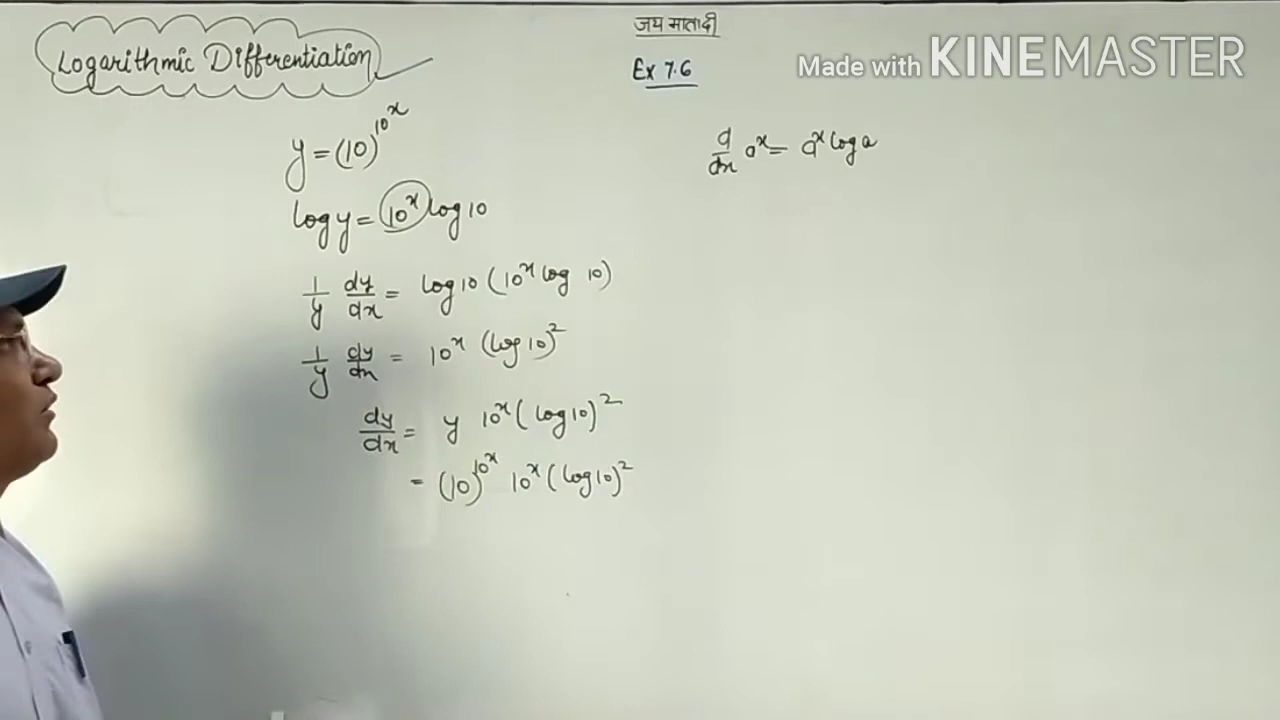 जय माता दी
Logarithmic Differentiation
Ex 7.6
Made with KINEMASTER
y = (10)^10^x
d/dx a^x = a^x log a
log y = 10^x log 10
1/y dy/dx = log 10 (10^x log 10)
1/y dy/dx = 10^x (log 10)^2
dy/dx = y 10^x (log 10)^2
= (10)^10^x 10^x (log 10)^2